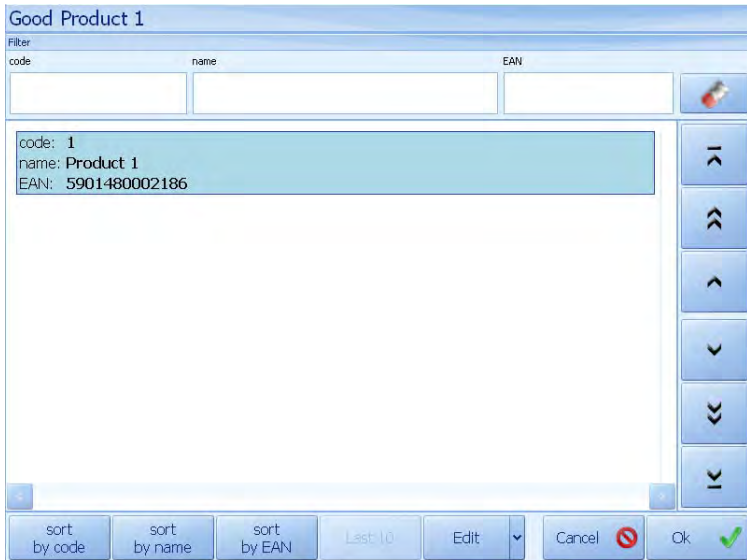 Good Product 1
Filter
code name EAN
code: 1
name: Product 1
EAN: 5901480002186
sort by code
sort by name
sort by EAN
Last 10
Edit
Cancel
Ok